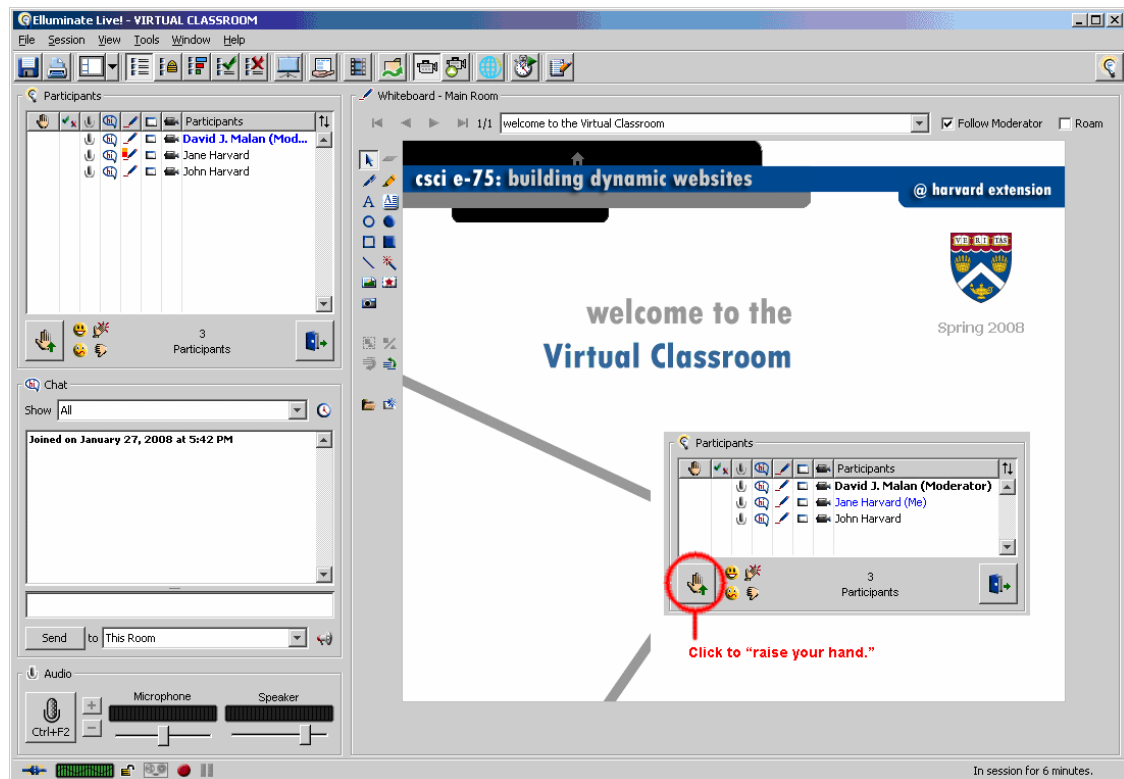 Elluminate Live! - VIRTUAL CLASSROOM
File Session View Tools Window Help
Participants
Participants
David J. Malan (Mod...
Jane Harvard
John Harvard
3
Participants
Chat
Show All
Joined on January 27, 2008 at 5:42 PM
Send to This Room
Audio
Microphone Speaker
Ctrl+F2
Whiteboard - Main Room
1/1 welcome to the Virtual Classroom Follow Moderator Roam
csci e-75: building dynamic websites
@ harvard extension
VE RI TAS
Spring 2008
welcome to the
Virtual Classroom
Participants
Participants
David J. Malan (Moderator)
Jane Harvard (Me)
John Harvard
3
Participants
Click to “raise your hand.”
In session for 6 minutes.